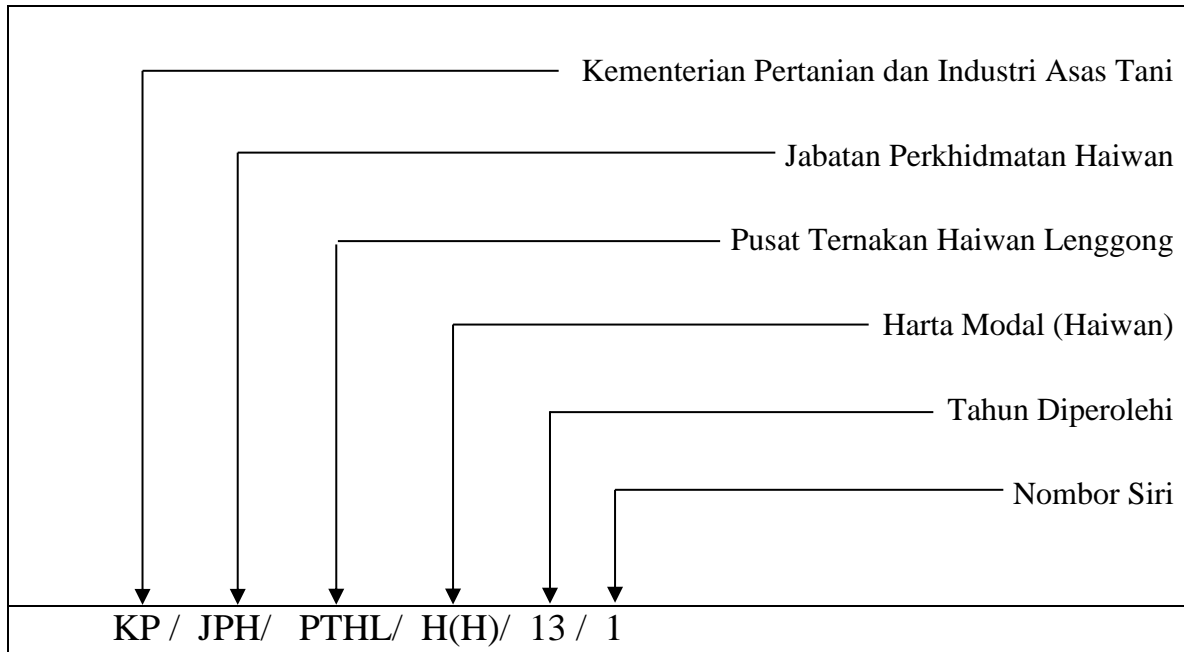 Kementerian Pertanian dan Industri Asas Tani
Jabatan Perkhidmatan Haiwan
Pusat Ternakan Haiwan Lenggong
Harta Modal (Haiwan)
Tahun Diperolehi
Nombor Siri
KP / JPH/ PTHL/ H(H)/ 13 / 1